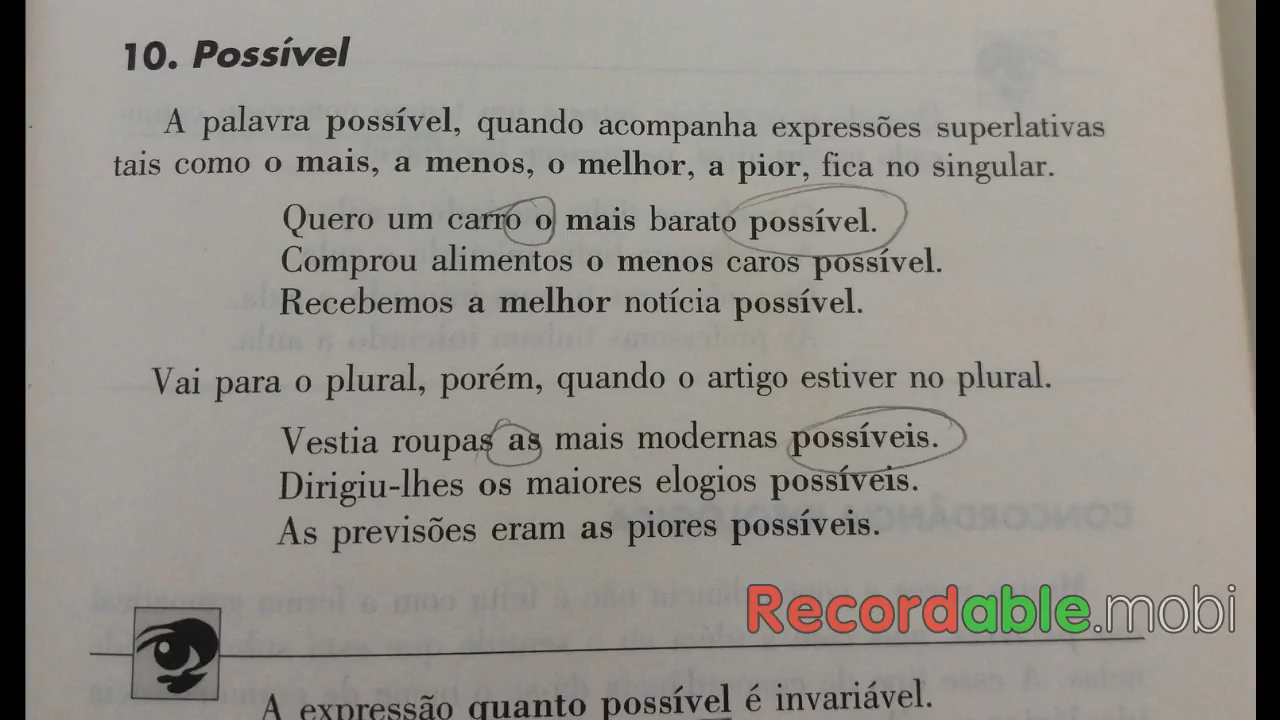 10. Possível
A palavra possível, quando acompanha expressões superlativas
tais como o mais, a menos, o melhor, a pior, fica no singular.
Quero um carro o mais barato possível.
Comprou alimentos o menos caros possível.
Recebemos a melhor notícia possível.
Vai para o plural, porém, quando o artigo estiver no plural.
Vestia roupas as mais modernas possíveis.
Dirigiu-lhes os maiores elogios possíveis.
As previsões eram as piores possíveis.
Recordable.mobi
A expressão quanto possível é invariável.